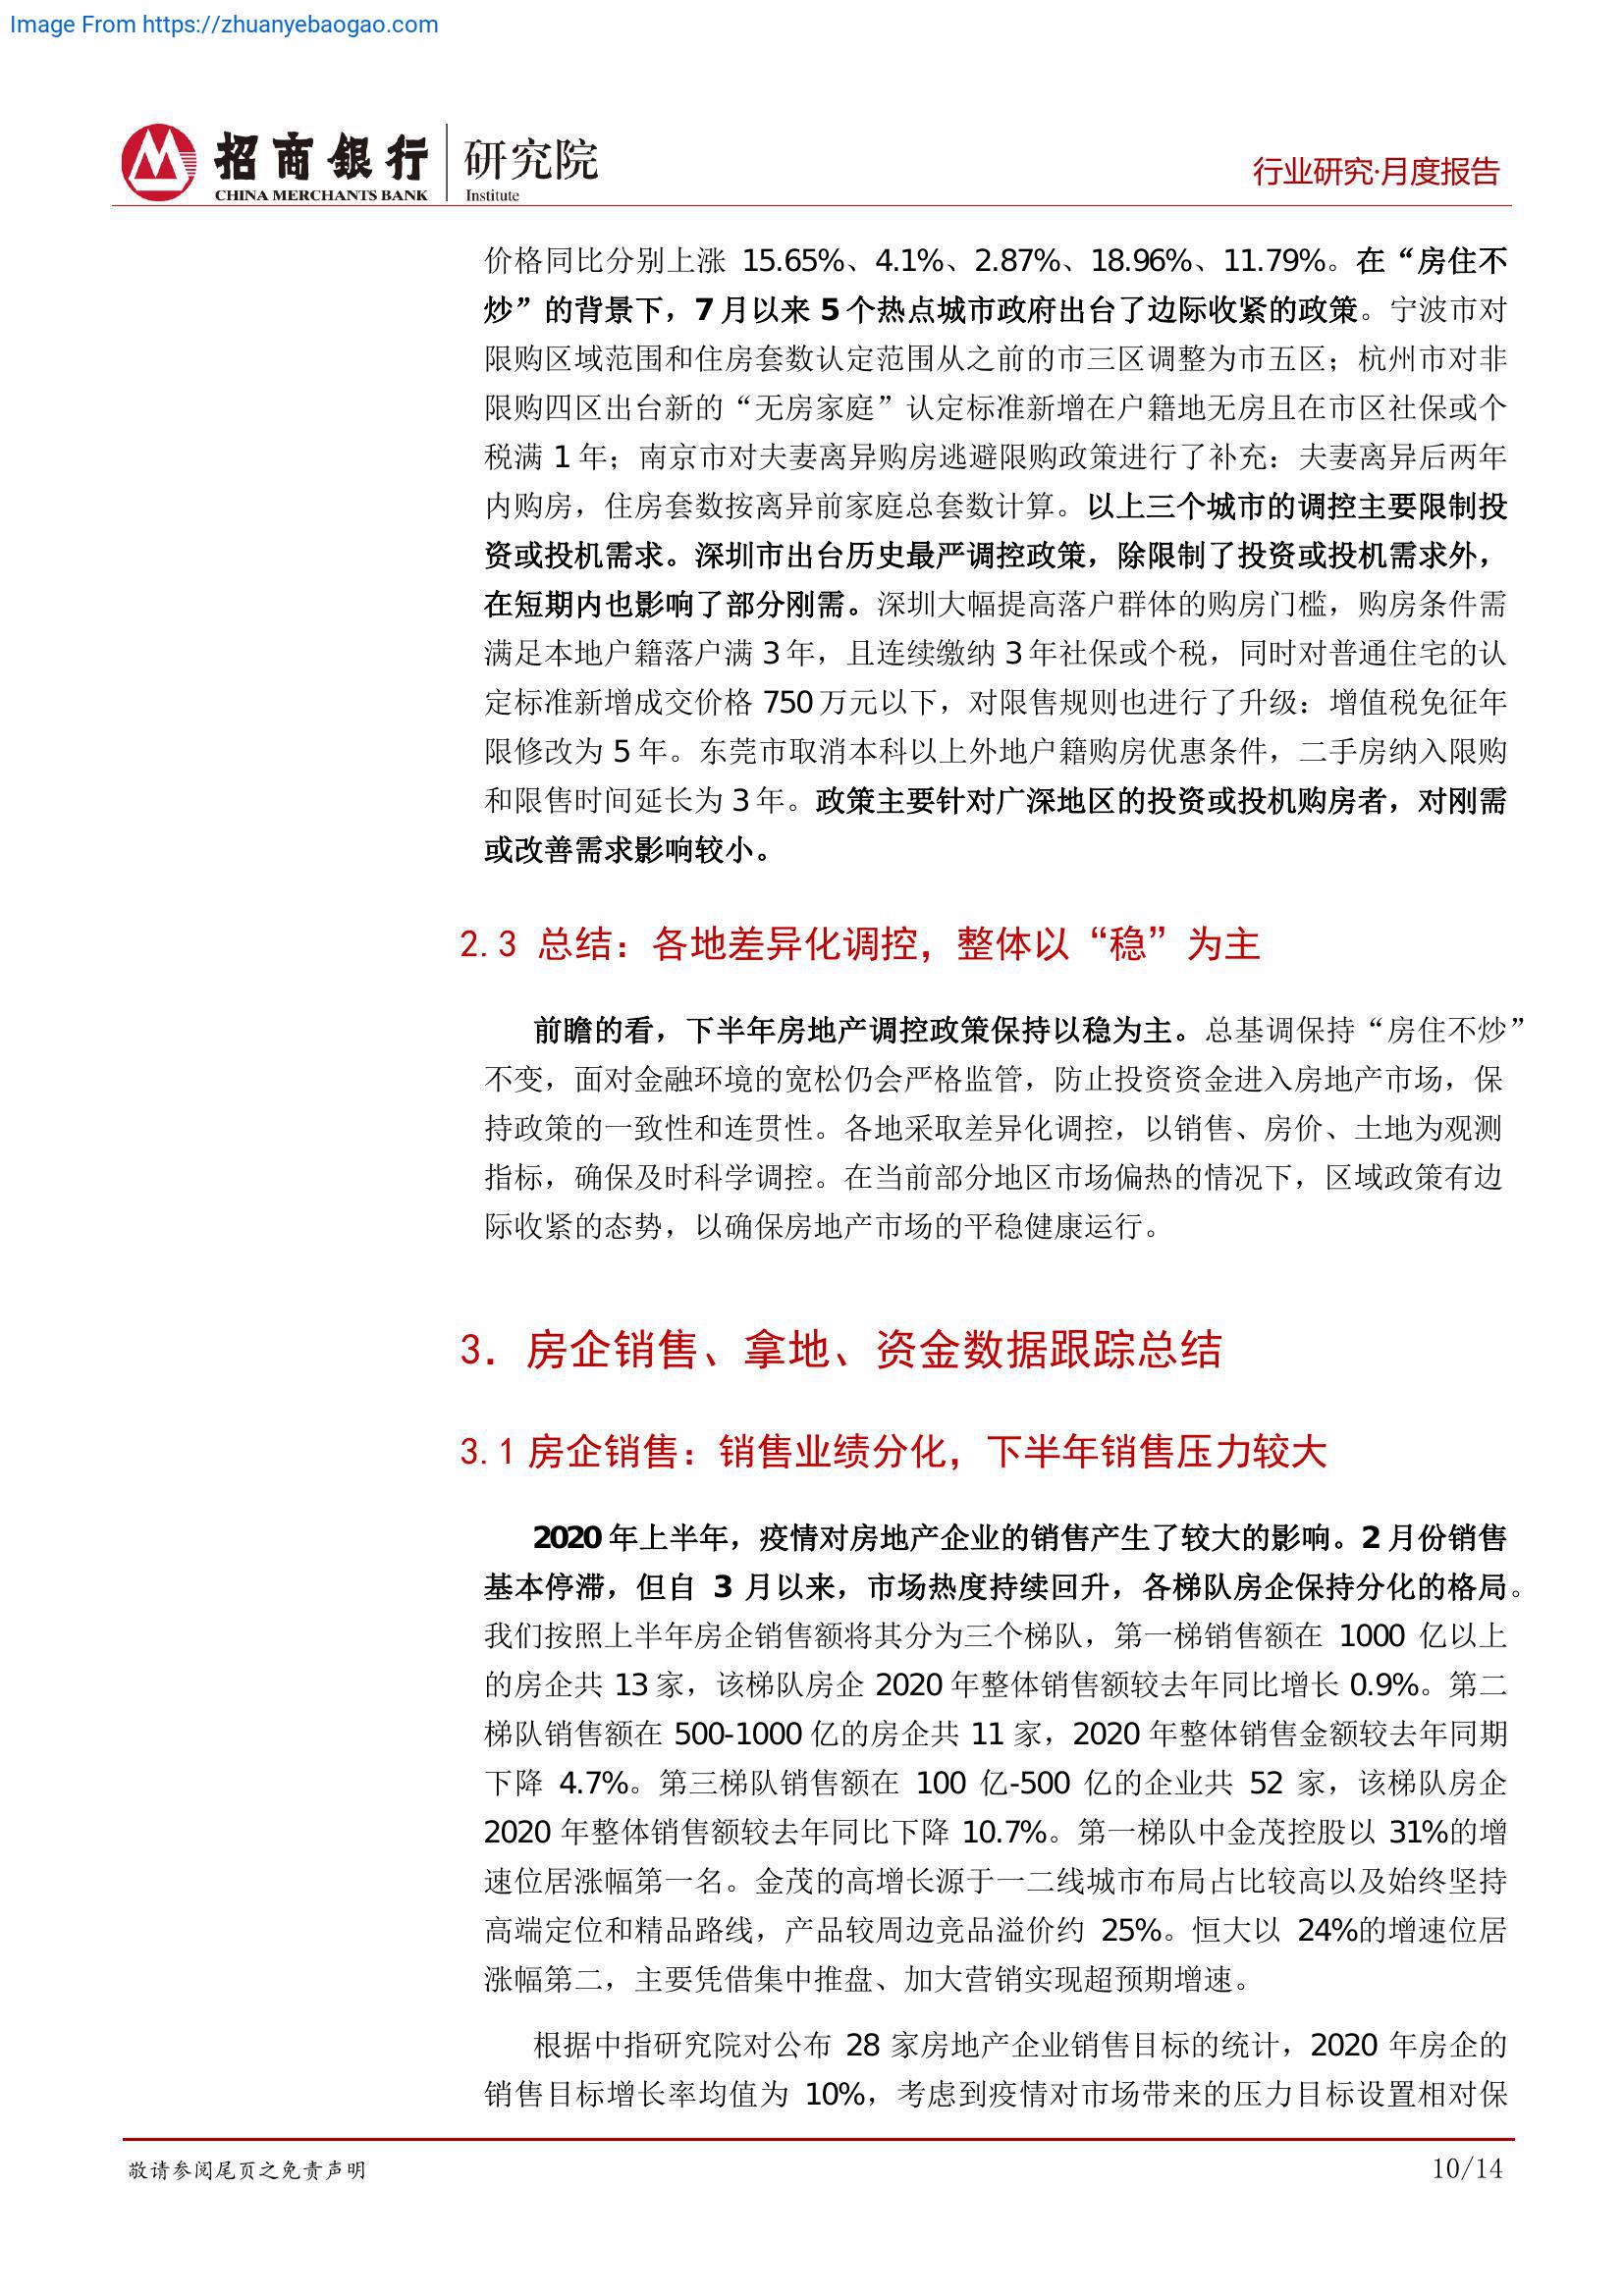 Image From https://zhuanyebaogao.com
招商銀行
CHINA MERCHANTS BANK
研究院
Institute
行业研究·月度报告
价格同比分别上涨 15.65%、4.1%、2.87%、18.96%、11.79%。在“房住不
炒”的背景下，7 月以来 5 个热点城市政府出台了边际收紧的政策。宁波市对
限购区域范围和住房套数认定范围从之前的市三区调整为市五区；杭州市对非
限购四区出台新的“无房家庭”认定标准新增在户籍地无房且在市区社保或个
税满 1 年；南京市对夫妻离异购房逃避限购政策进行了补充：夫妻离异后两年
内购房，住房套数按离异前家庭总套数计算。以上三个城市的调控主要限制投
资或投机需求。深圳市出台历史最严调控政策，除限制了投资或投机需求外，
在短期内也影响了部分刚需。深圳大幅提高落户群体的购房门槛，购房条件需
满足本地户籍落户满 3 年，且连续缴纳 3 年社保或个税，同时对普通住宅的认
定标准新增成交价格 750 万元以下，对限售规则也进行了升级：增值税免征年
限修改为 5 年。东莞市取消本科以上外地户籍购房优惠条件，二手房纳入限购
和限售时间延长为 3 年。政策主要针对广深地区的投资或投机购房者，对刚需
或改善需求影响较小。
2.3 总结：各地差异化调控，整体以“稳”为主
前瞻的看，下半年房地产调控政策保持以稳为主。总基调保持“房住不炒”
不变，面对金融环境的宽松仍会严格监管，防止投资资金进入房地产市场，保
持政策的一致性和连贯性。各地采取差异化调控，以销售、房价、土地为观测
指标，确保及时科学调控。在当前部分地区市场偏热的情况下，区域政策有边
际收紧的态势，以确保房地产市场的平稳健康运行。
3. 房企销售、拿地、资金数据跟踪总结
3.1 房企销售：销售业绩分化，下半年销售压力较大
2020 年上半年，疫情对房地产企业的销售产生了较大的影响。2 月份销售
基本停滞，但自 3 月以来，市场热度持续回升，各梯队房企保持分化的格局。
我们按照上半年房企销售额将其分为三个梯队，第一梯销售额在 1000 亿以上
的房企共 13 家，该梯队房企 2020 年整体销售额较去年同比增长 0.9%。第二
梯队销售额在 500-1000 亿的房企共 11 家，2020 年整体销售金额较去年同期
下降 4.7%。第三梯队销售额在 100 亿-500 亿的企业共 52 家，该梯队房企
2020 年整体销售额较去年同比下降 10.7%。第一梯队中金茂控股以 31%的增
速位居涨幅第一名。金茂的高增长源于一二线城市布局占比较高以及始终坚持
高端定位和精品路线，产品较周边竞品溢价约 25%。恒大以 24%的增速位居
涨幅第二，主要凭借集中推盘、加大营销实现超预期增速。
根据中指研究院对公布 28 家房地产企业销售目标的统计，2020 年房企的
销售目标增长率均值为 10%，考虑到疫情对市场带来的压力目标设置相对保
敬请参阅尾页之免责声明
10/14